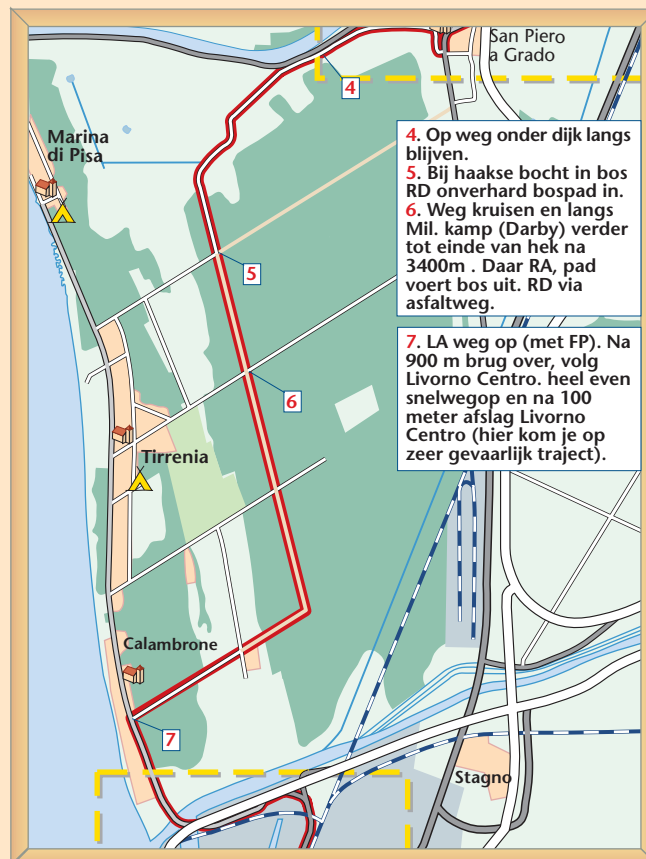 San Piero
a Grado
4
Marina
di Pisa
4. Op weg onder dijk langs
blijven.
5. Bij haakse bocht in bos
RD onverhard bospad in.
6. Weg kruisen en langs
Mil. kamp (Darby) verder
tot einde van hek na
3400m . Daar RA, pad
voert bos uit. RD via
asfaltweg.
5
7. LA weg op (met FP). Na
900 m brug over, volg
Livorno Centro. heel even
snelwegop en na 100
meter afslag Livorno
Centro (hier kom je op
zeer gevaarlijk traject).
6
Tirrenia
Calambrone
7
Stagno